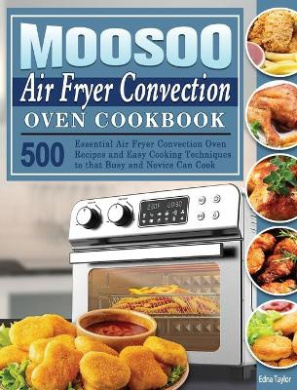 MOOSOO
Air Fryer Convection
OVEN COOKBOOK
500
Essential Air Fryer Convection Oven
Recipes and Easy Cooking Techniques
to that Busy and Novice Can Cook
Edna Taylor